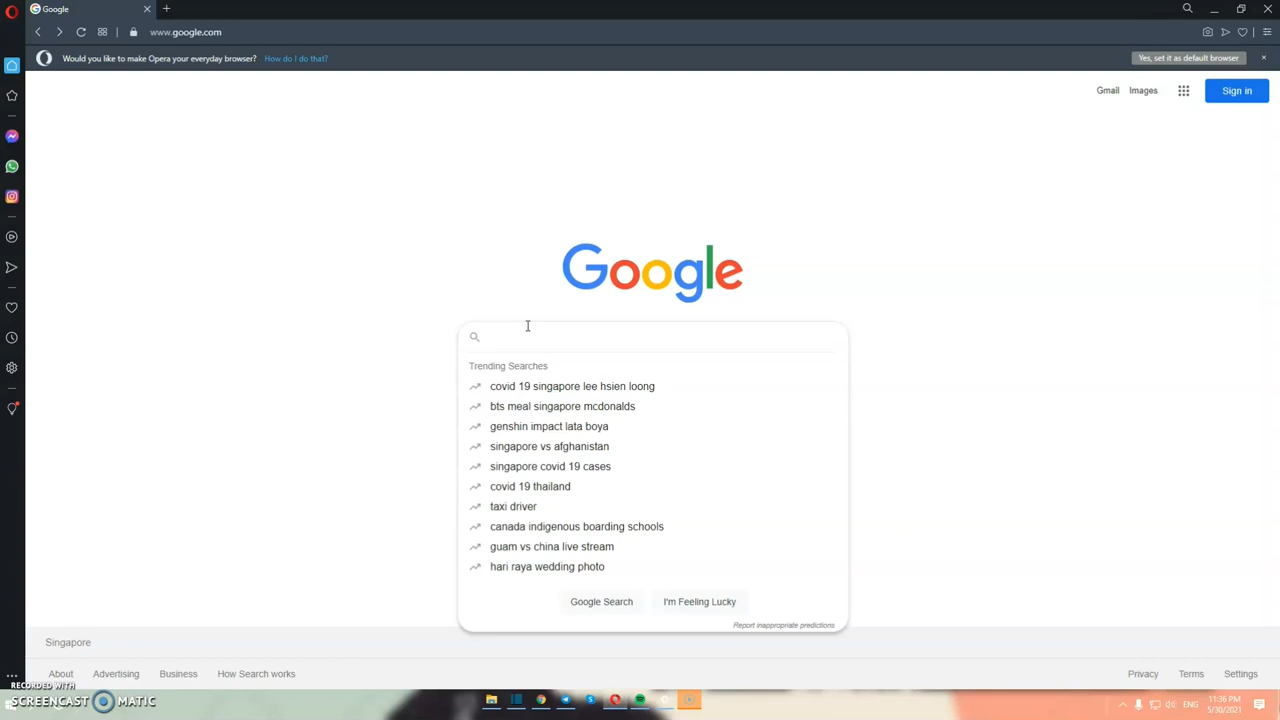 Google
www.google.com
Would you like to make Opera your everyday browser? How do I do that? Yes, set it as default browser
Gmail Images Sign in
Google
Trending Searches
covid 19 singapore lee hsien loong
bts meal singapore mcdonalds
genshin impact lata boya
singapore vs afghanistan
singapore covid 19 cases
covid 19 thailand
taxi driver
canada indigenous boarding schools
guam vs china live stream
hari raya wedding photo
Google Search I'm Feeling Lucky
Report inappropriate predictions
Singapore
About Advertising Business How Search works Privacy Terms Settings
RECORDED WITH
SCREENCAST MATIC
ENG
11:36 PM
5/30/2021